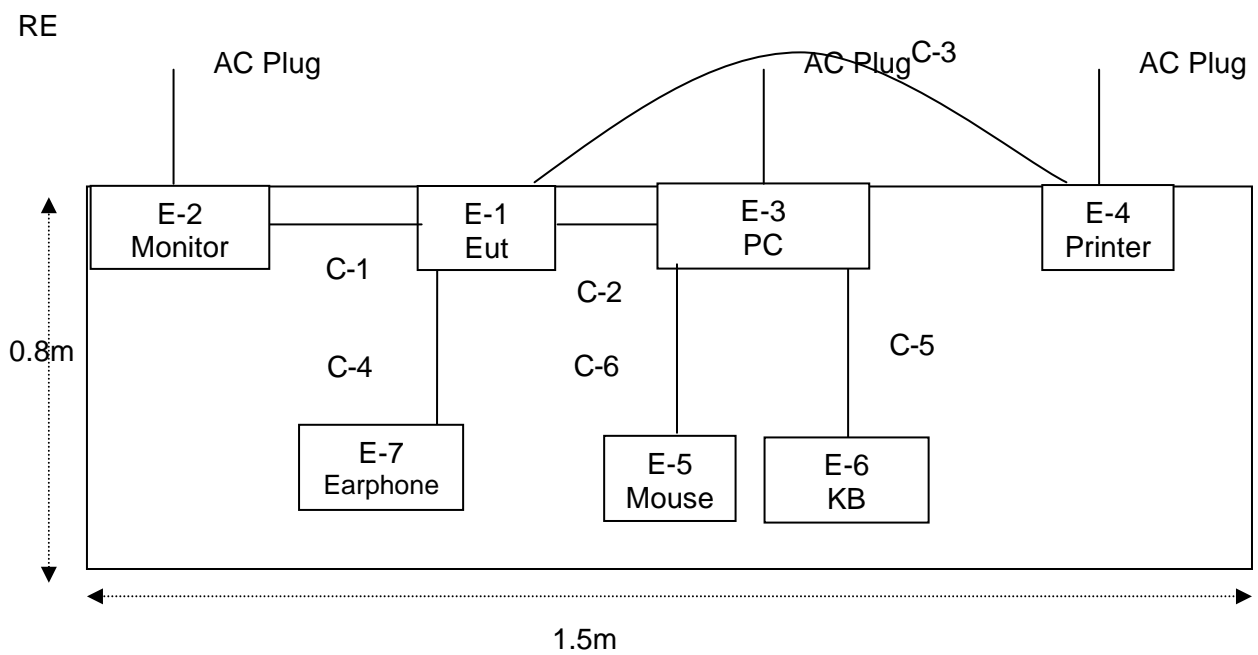 RE
AC Plug
AC Plug
C-3
AC Plug
E-2
Monitor
E-1
Eut
E-3
PC
E-4
Printer
C-1
C-2
0.8m
C-4
C-6
C-5
E-7
Earphone
E-5
Mouse
E-6
KB
1.5m